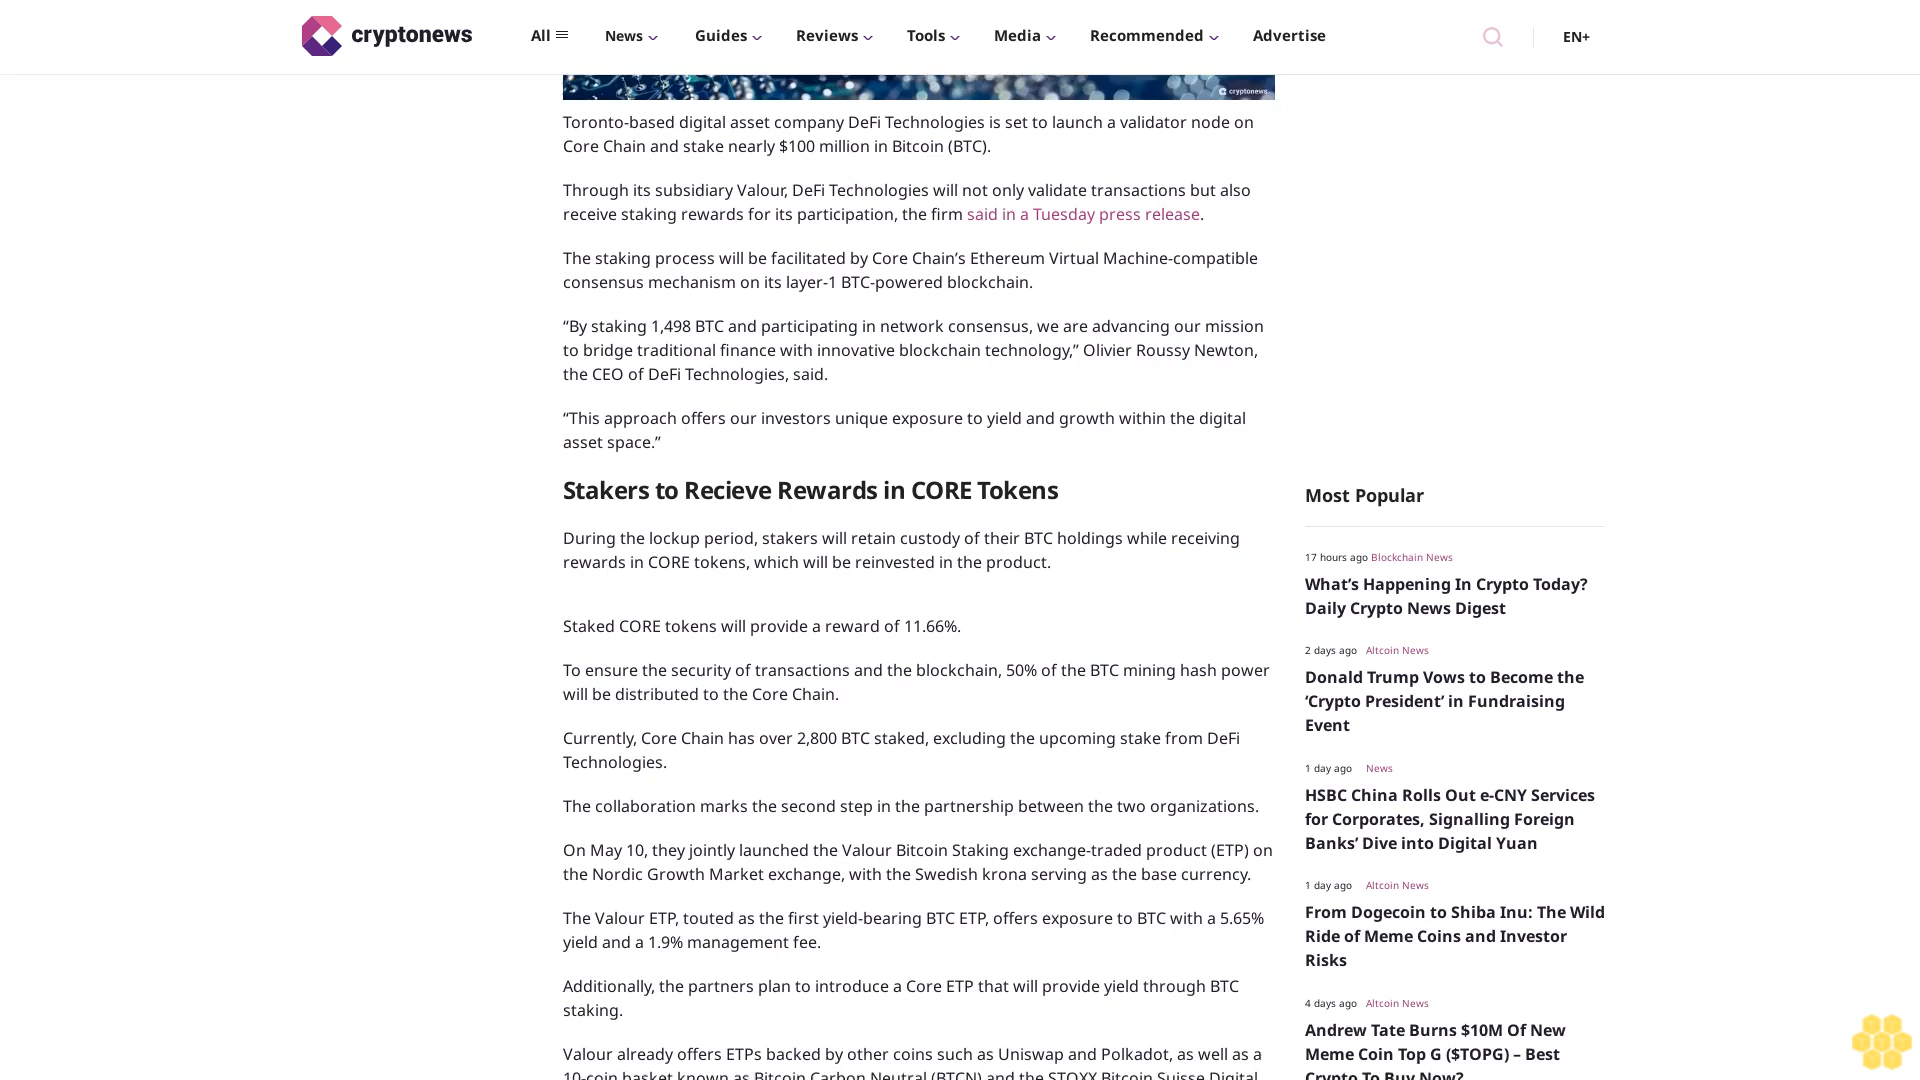 cryptonews
All
News
Guides
Reviews
Tools
Media
Recommended
Advertise
EN+
cryptonews
Toronto-based digital asset company DeFi Technologies is set to launch a validator node on
Core Chain and stake nearly $100 million in Bitcoin (BTC).
Through its subsidiary Valour, DeFi Technologies will not only validate transactions but also
receive staking rewards for its participation, the firm said in a Tuesday press release.
The staking process will be facilitated by Core Chain’s Ethereum Virtual Machine-compatible
consensus mechanism on its layer-1 BTC-powered blockchain.
“By staking 1,498 BTC and participating in network consensus, we are advancing our mission
to bridge traditional finance with innovative blockchain technology,” Olivier Roussy Newton,
the CEO of DeFi Technologies, said.
“This approach offers our investors unique exposure to yield and growth within the digital
asset space.”
Stakers to Recieve Rewards in CORE Tokens
During the lockup period, stakers will retain custody of their BTC holdings while receiving
rewards in CORE tokens, which will be reinvested in the product.
Staked CORE tokens will provide a reward of 11.66%.
To ensure the security of transactions and the blockchain, 50% of the BTC mining hash power
will be distributed to the Core Chain.
Currently, Core Chain has over 2,800 BTC staked, excluding the upcoming stake from DeFi
Technologies.
The collaboration marks the second step in the partnership between the two organizations.
On May 10, they jointly launched the Valour Bitcoin Staking exchange-traded product (ETP) on
the Nordic Growth Market exchange, with the Swedish krona serving as the base currency.
The Valour ETP, touted as the first yield-bearing BTC ETP, offers exposure to BTC with a 5.65%
yield and a 1.9% management fee.
Additionally, the partners plan to introduce a Core ETP that will provide yield through BTC
staking.
Valour already offers ETPs backed by other coins such as Uniswap and Polkadot, as well as a
10-coin basket known as Bitcoin Carbon Neutral (BTCN) and the STOXX Bitcoin Suisse Digital
Most Popular
17 hours ago Blockchain News
What’s Happening In Crypto Today?
Daily Crypto News Digest
2 days ago Altcoin News
Donald Trump Vows to Become the
‘Crypto President’ in Fundraising
Event
1 day ago News
HSBC China Rolls Out e-CNY Services
for Corporates, Signalling Foreign
Banks’ Dive into Digital Yuan
1 day ago Altcoin News
From Dogecoin to Shiba Inu: The Wild
Ride of Meme Coins and Investor
Risks
4 days ago Altcoin News
Andrew Tate Burns $10M Of New
Meme Coin Top G ($TOPG) – Best
Crypto To Buy Now?